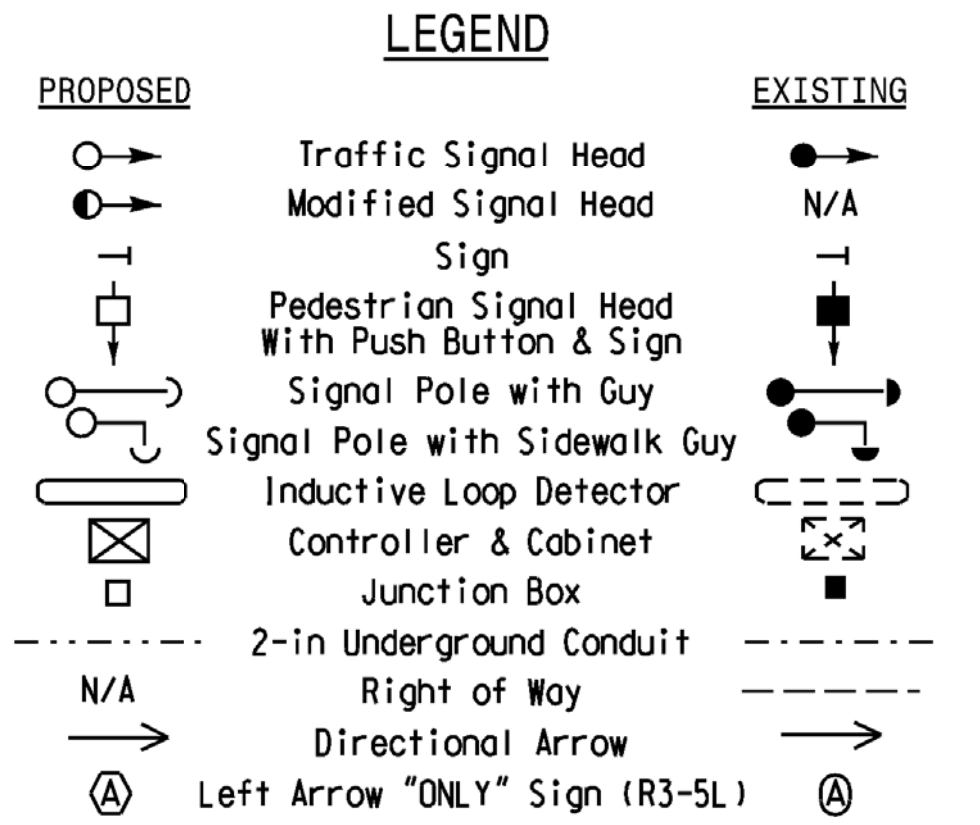 LEGEND
PROPOSED EXISTING
Traffic Signal Head
Modified Signal Head N/A
Sign
Pedestrian Signal Head
With Push Button & Sign
Signal Pole with Guy
Signal Pole with Sidewalk Guy
Inductive Loop Detector
Controller & Cabinet
Junction Box
2-in Underground Conduit
N/A Right of Way
Directional Arrow
A Left Arrow "ONLY" Sign (R3-5L) A